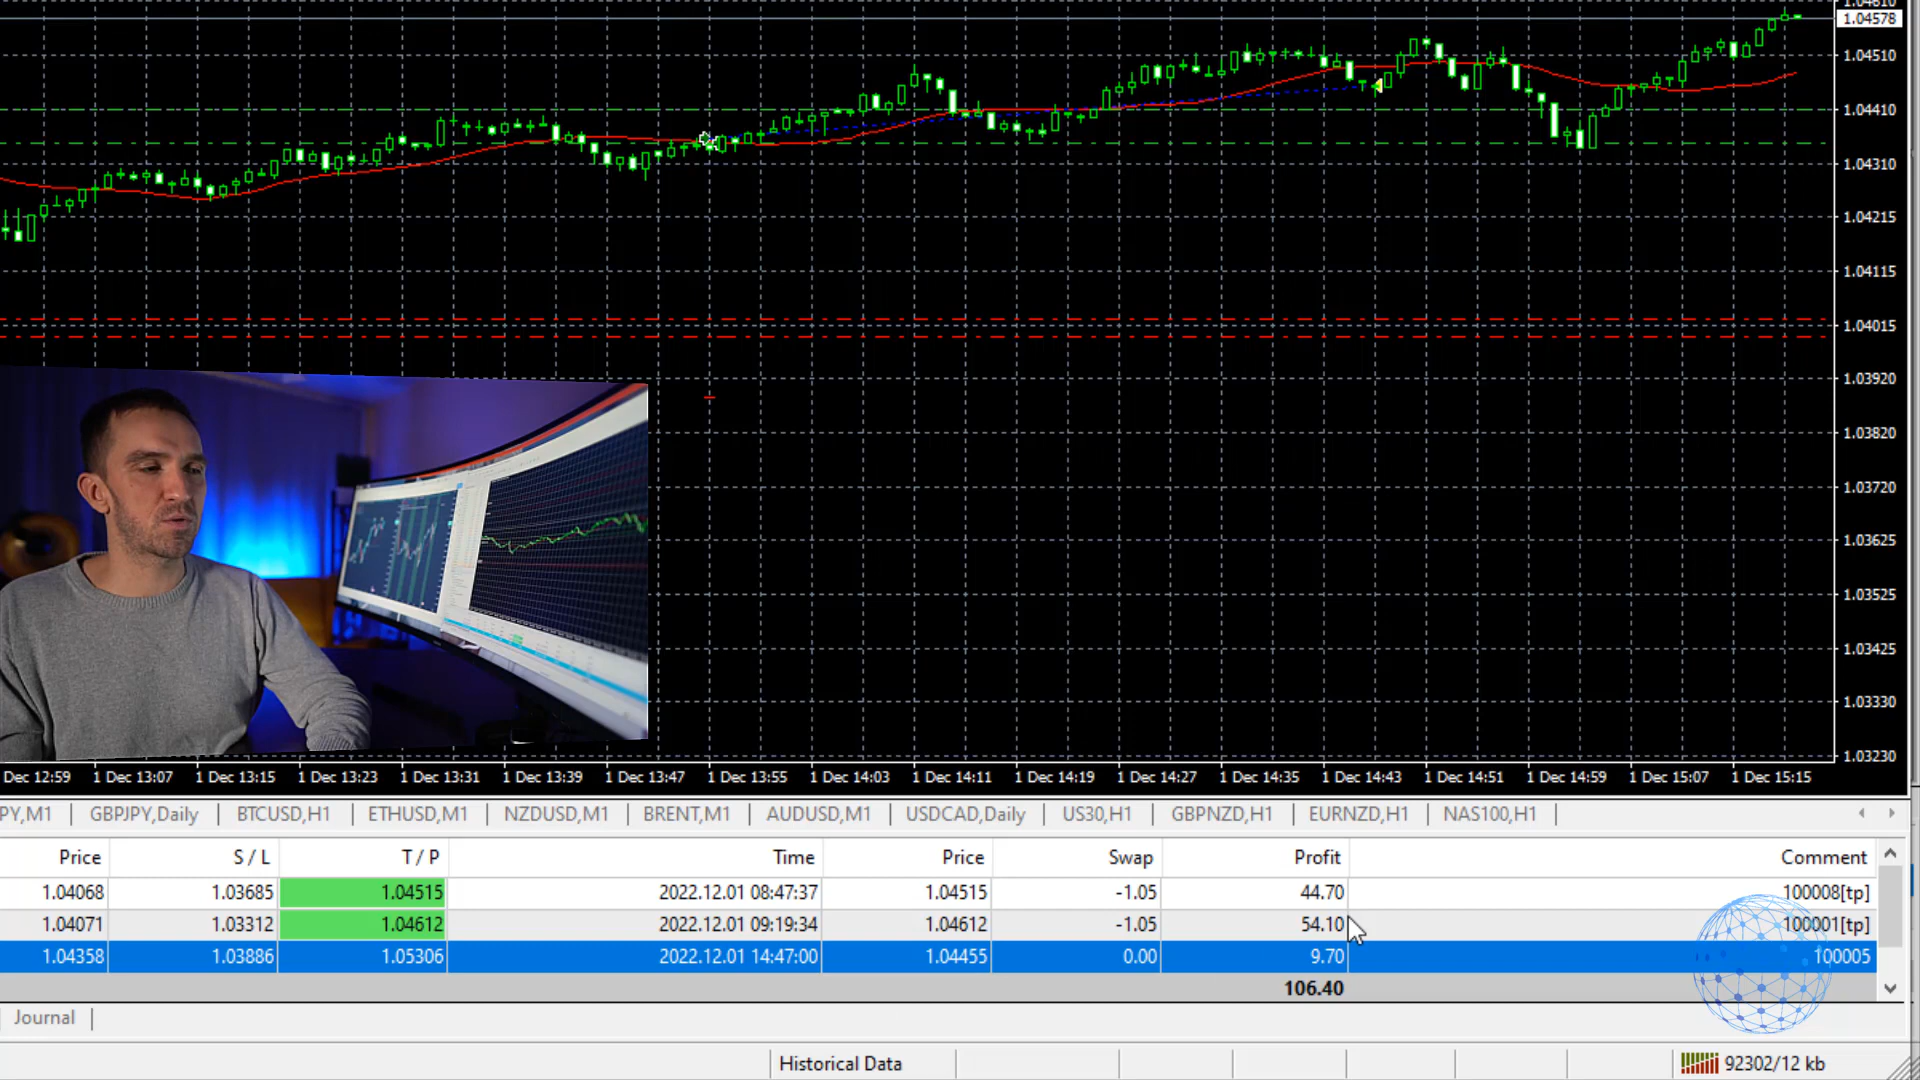 1.04610
1.04578
1.04510
1.04410
1.04310
1.04215
1.04115
1.04015
1.03920
1.03820
1.03720
1.03625
1.03525
1.03425
1.03330
1.03230
Dec 12:59 1 Dec 13:07 1 Dec 13:15 1 Dec 13:23 1 Dec 13:31 1 Dec 13:39 1 Dec 13:47 1 Dec 13:55 1 Dec 14:03 1 Dec 14:11 1 Dec 14:19 1 Dec 14:27 1 Dec 14:35 1 Dec 14:43 1 Dec 14:51 1 Dec 14:59 1 Dec 15:07 1 Dec 15:15
PY,M1 | GBPJPY,Daily BTCUSD,H1 | ETHUSD,M1 | NZDUSD,M1 | BRENT,M1 | AUDUSD,M1 | USDCAD,Daily | US30,H1 | GBPNZD,H1 | EURNZD,H1 | NAS100,H1 |
Price S / L T / P Time Price Swap Profit Comment
1.04068 1.03685 1.04515 2022.12.01 08:47:37 1.04515 -1.05 44.70 100008[tp]
1.04071 1.03312 1.04612 2022.12.01 09:19:34 1.04612 -1.05 54.10 100001[tp]
1.04358 1.03886 1.05306 2022.12.01 14:47:00 1.04455 0.00 9.70 100005
106.40
Journal |
Historical Data 92302/12 kb